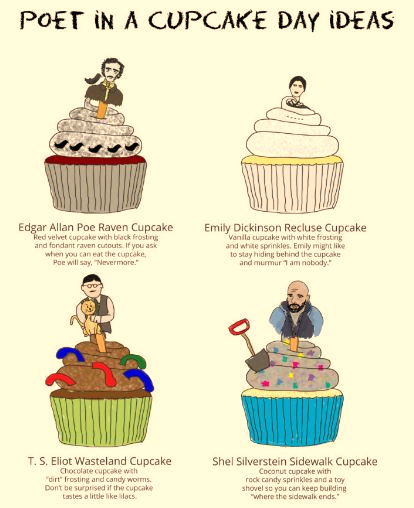 POET IN A CUPCAKE DAY IDEAS
Edgar Allan Poe Raven Cupcake
Red velvet cupcake with black frosting
and fondant raven cutouts. If you ask
when you can eat the cupcake,
Poe will say, "Nevermore."
Emily Dickinson Recluse Cupcake
Vanilla cupcake with white frosting
and white sprinkles. Emily might like
to stay hiding behind the cupcake
and murmur "I am nobody."
T. S. Eliot Wasteland Cupcake
Chocolate cupcake with
"dirt" frosting and candy worms.
Don't be surprised if the cupcake
tastes a little like lilacs.
Shel Silverstein Sidewalk Cupcake
Coconut cupcake with
rock candy sprinkles and a toy
shovel so you can keep building
"where the sidewalk ends."